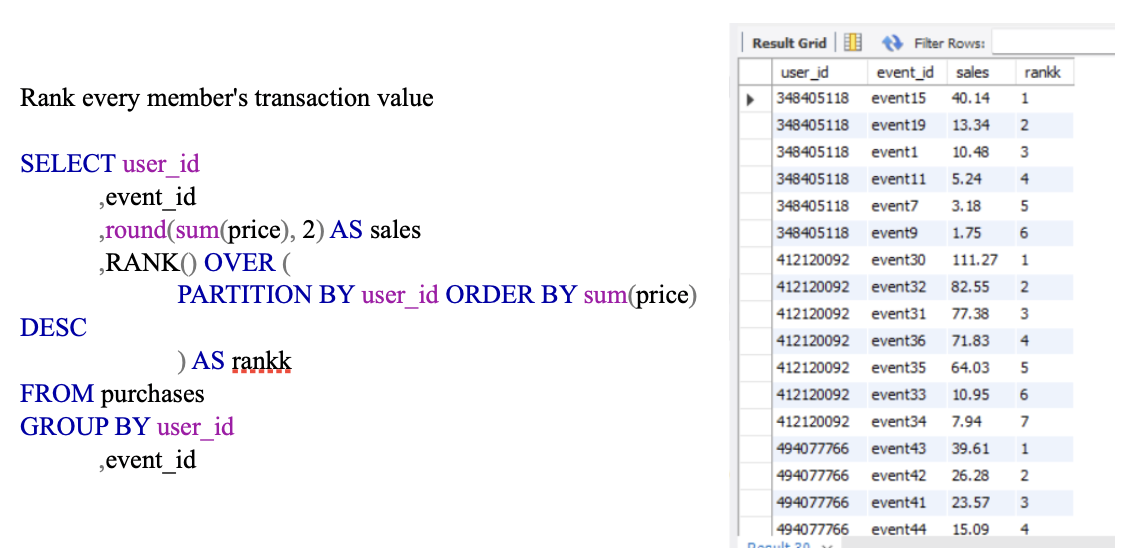 Rank every member's transaction value
SELECT user_id
,event_id
,round(sum(price), 2) AS sales
,RANK() OVER (
PARTITION BY user_id ORDER BY sum(price)
DESC
) AS rankk
FROM purchases
GROUP BY user_id
,event_id
Result Grid Filter Rows:
user_id event_id sales rankk
348405118 event15 40.14 1
348405118 event19 13.34 2
348405118 event1 10.48 3
348405118 event11 5.24 4
348405118 event7 3.18 5
348405118 event9 1.75 6
412120092 event30 111.27 1
412120092 event32 82.55 2
412120092 event31 77.38 3
412120092 event36 71.83 4
412120092 event35 64.03 5
412120092 event33 10.95 6
412120092 event34 7.94 7
494077766 event43 39.61 1
494077766 event42 26.28 2
494077766 event41 23.57 3
494077766 event44 15.09 4